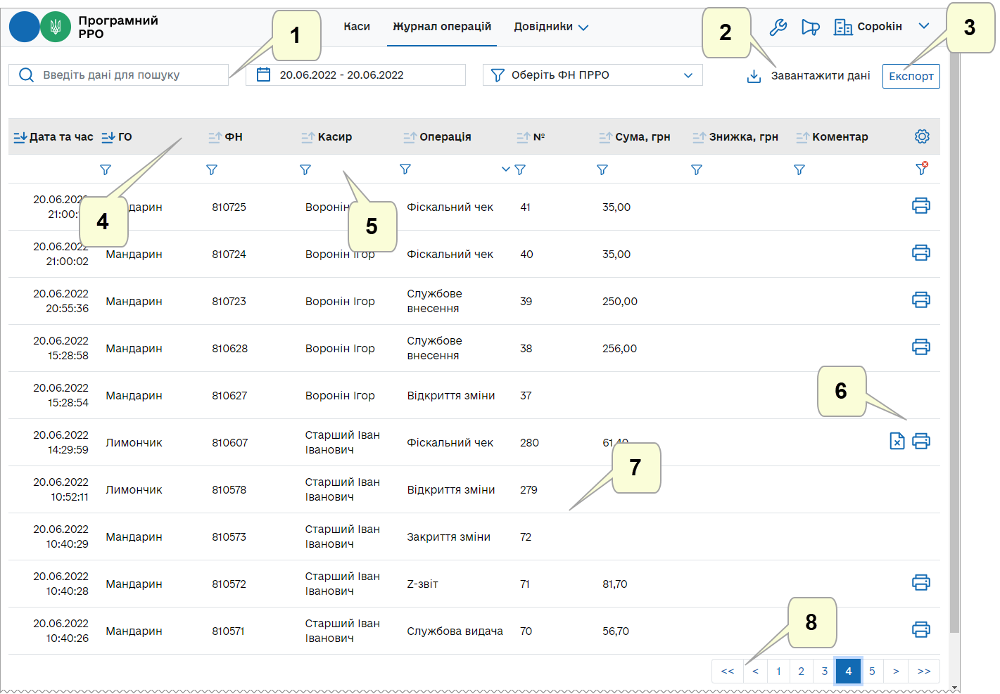 Програмний
РРО
Каси
Журнал операцій
Довідники
Сорокін
1
2
3
Введіть дані для пошуку
20.06.2022 - 20.06.2022
Оберіть ФН ПРРО
Завантажити дані
Експорт
Дата та час ГО ФН Касир Операція № Сума, грн Знижка, грн Коментар
4
5
21:00: дарин 810725 Воронін Фіскальний чек 41 35,00
20.06.2022
21:00:02 Мандарин 810724 Воронін Ігор Фіскальний чек 40 35,00
20.06.2022
20:55:36 Мандарин 810723 Воронін Ігор Службове
внесення 39 250,00
20.06.2022
15:28:58 Мандарин 810628 Воронін Ігор Службове
внесення 38 256,00
20.06.2022
15:28:54 Мандарин 810627 Воронін Ігор Відкриття зміни 37
6
20.06.2022
14:29:59 Лимончик 810607 Старший Іван
Іванович Фіскальний чек 280 61,40
7
20.06.2022
10:52:11 Лимончик 810578 Старший Іван
Іванович Відкриття зміни 279
20.06.2022
10:40:29 Мандарин 810573 Старший Іван
Іванович Закриття зміни 72
20.06.2022
10:40:28 Мандарин 810572 Старший Іван
Іванович Z-звіт 71 81,70
20.06.2022
10:40:26 Мандарин 810571 Старший Іван
Іванович Службова видача 70 56,70
8
<< < 1 2 3 4 5 > >>